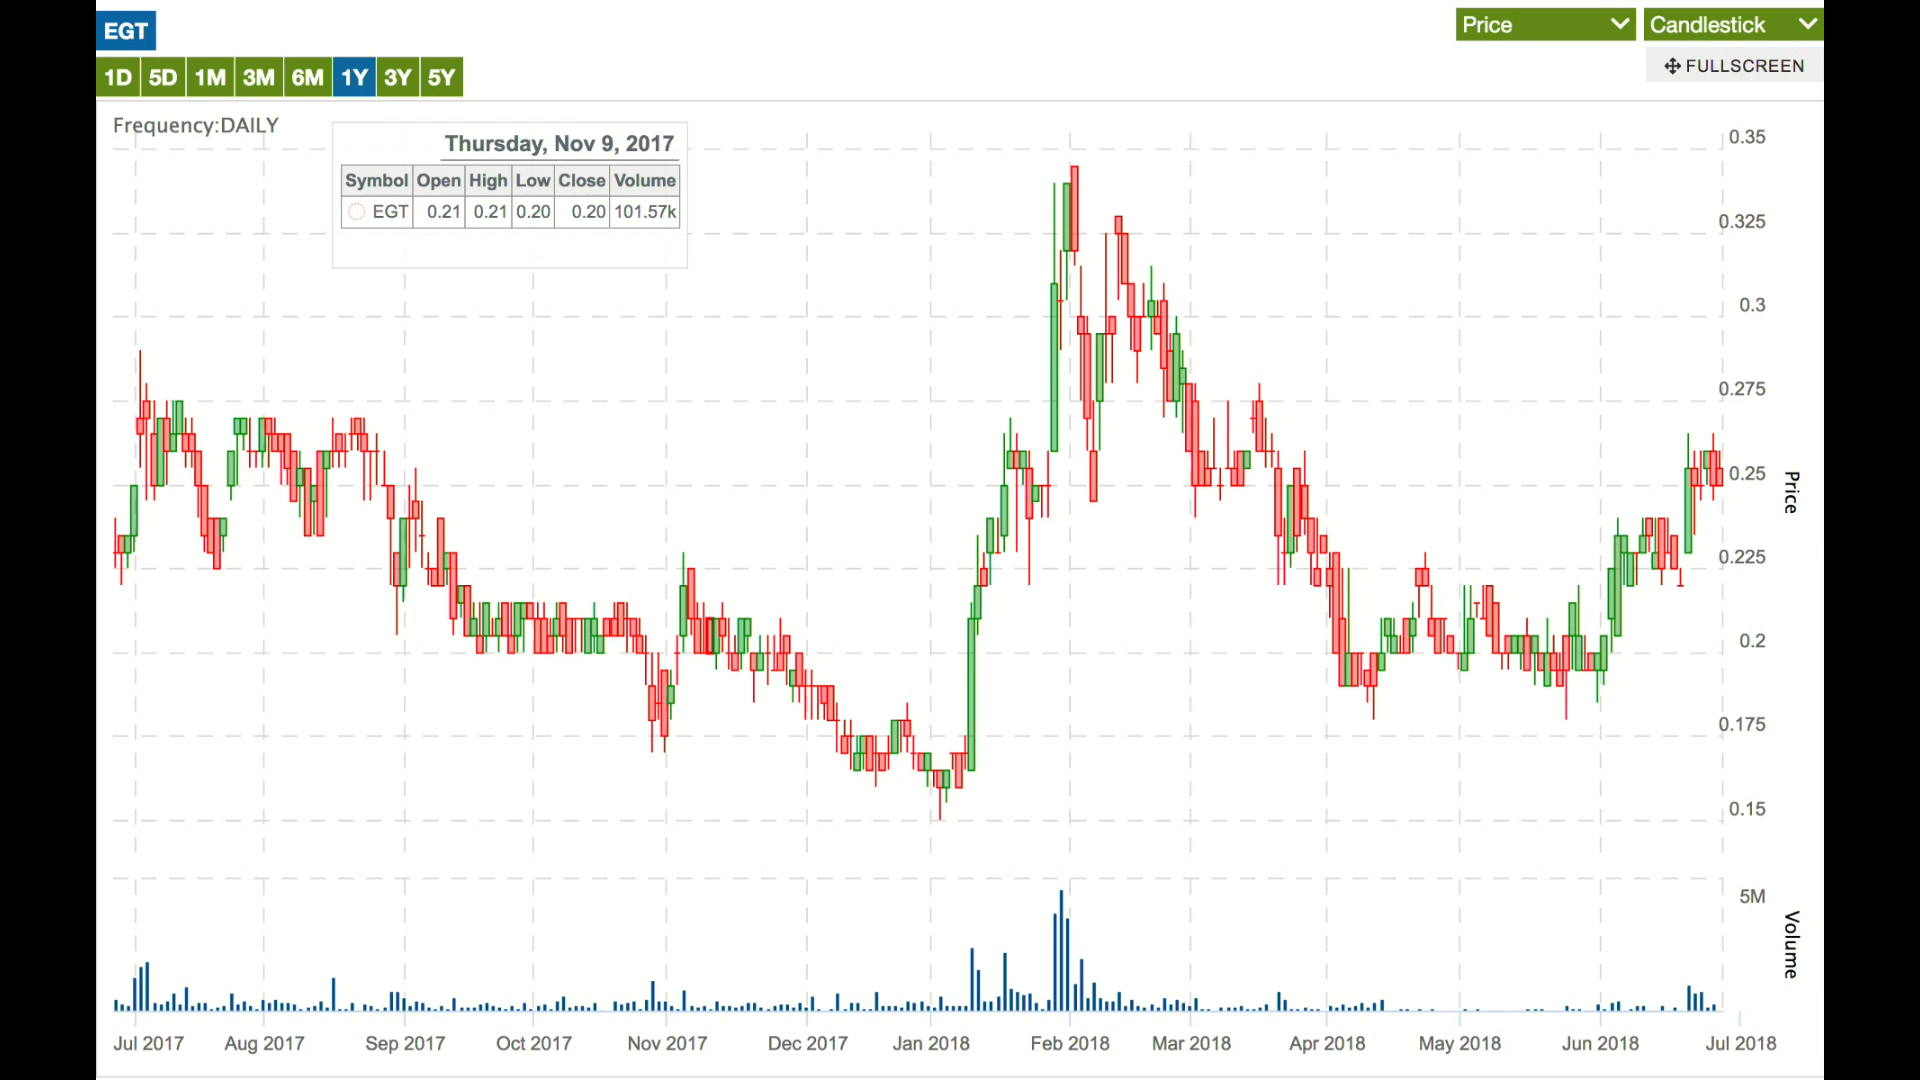 EGT
Price
Candlestick
1D 5D 1M 3M 6M 1Y 3Y 5Y
FULLSCREEN
Frequency:DAILY
Thursday, Nov 9, 2017
Symbol Open High Low Close Volume
EGT 0.21 0.21 0.20 0.20 101.57k
0.35
0.325
0.3
0.275
0.25
0.225
0.2
0.175
0.15
Price
5M
Volume
Jul 2017 Aug 2017 Sep 2017 Oct 2017 Nov 2017 Dec 2017 Jan 2018 Feb 2018 Mar 2018 Apr 2018 May 2018 Jun 2018 Jul 2018